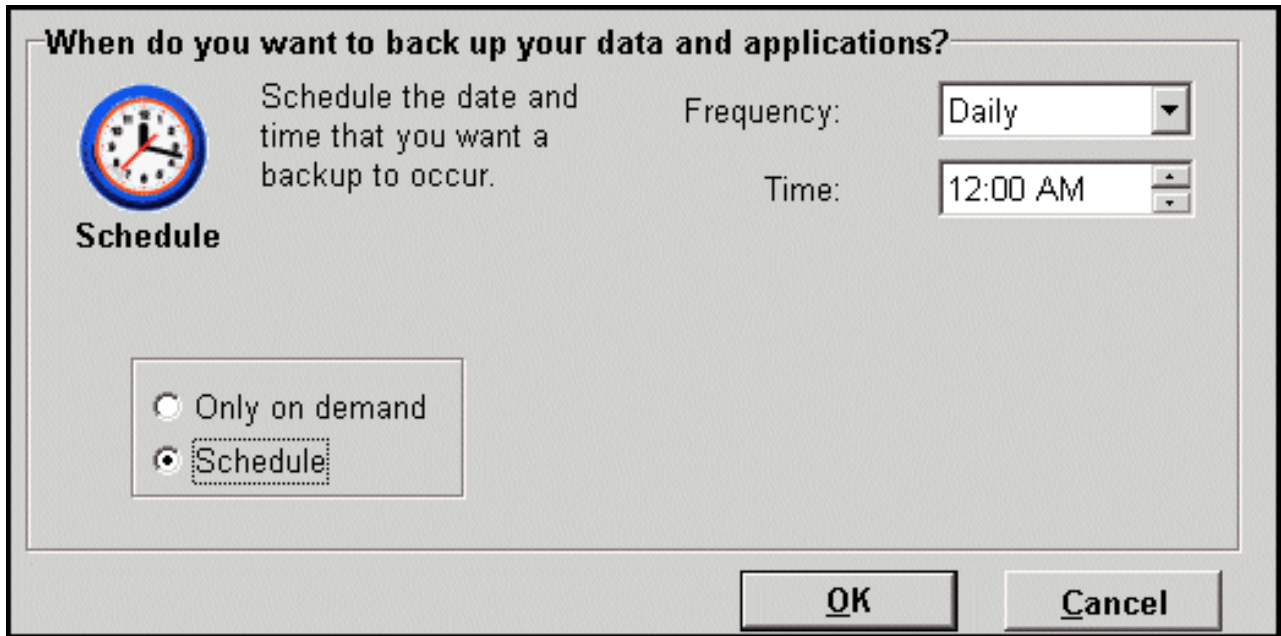 When do you want to back up your data and applications?
Schedule the date and
time that you want a
backup to occur.
Schedule
Frequency:
Daily
Time:
12:00 AM
Only on demand
Schedule
OK
Cancel